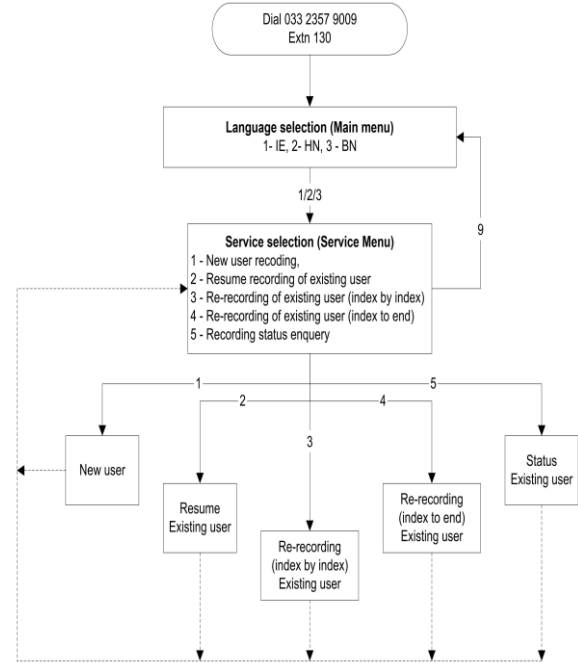 Dial 033 2357 9009
Extn 130
Language selection (Main menu)
1- IE, 2- HN, 3 - BN
1/2/3
9
Service selection (Service Menu)
1 - New user recoding,
2 - Resume recording of existing user
3 - Re-recording of existing user (index by index)
4 - Re-recording of existing user (index to end)
5 - Recording status enquiry
1
2
3
4
5
New user
Resume
Existing user
Re-recording
(index by index)
Existing user
Re-recording
(index to end)
Existing user
Status
Existing user